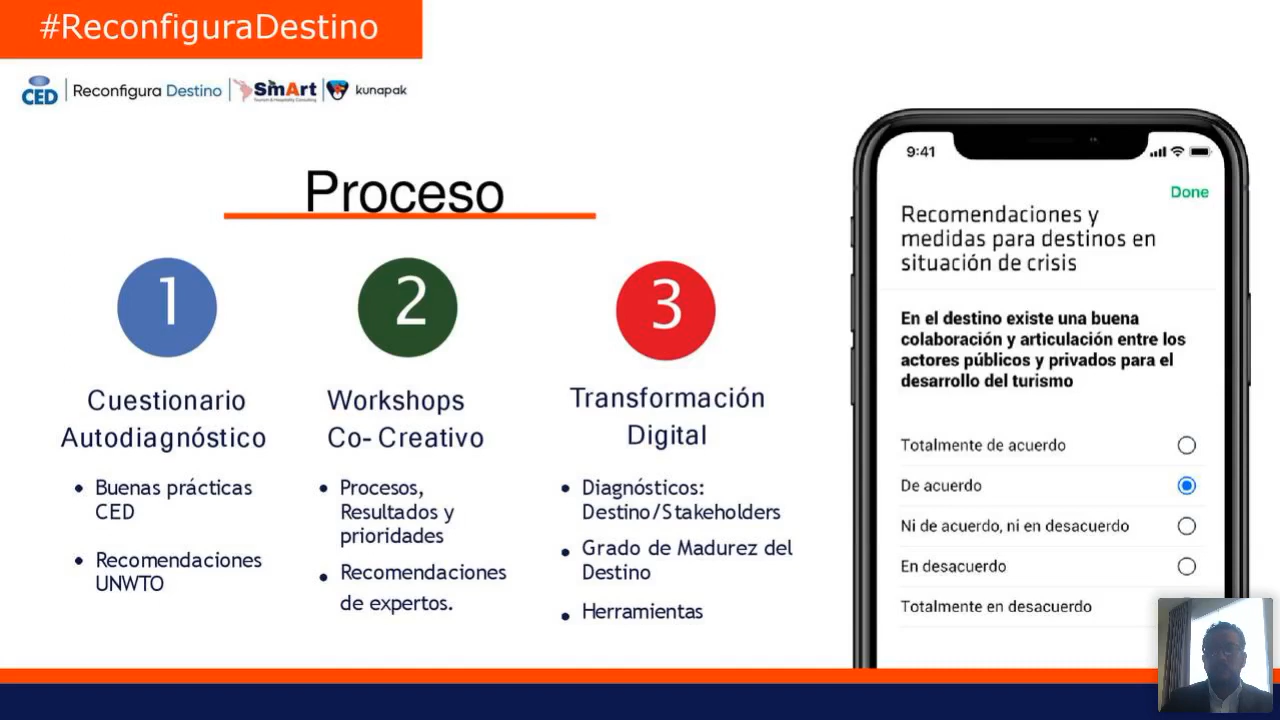 #ReconfiguraDestino
CED
Reconfigura Destino
SmArt
Tourism & Hospitality Consulting
kunapak
Proceso
1
Cuestionario
Autodiagnóstico
• Buenas prácticas
CED
• Recomendaciones
UNWTO
2
Workshops
Co- Creativo
• Procesos,
Resultados y
prioridades
• Recomendaciones
de expertos.
3
Transformación
Digital
• Diagnósticos:
Destino/Stakeholders
• Grado de Madurez del
Destino
• Herramientas
9:41
Done
Recomendaciones y
medidas para destinos en
situación de crisis
En el destino existe una buena
colaboración y articulación entre los
actores públicos y privados para el
desarrollo del turismo
Totalmente de acuerdo
De acuerdo
Ni de acuerdo, ni en desacuerdo
En desacuerdo
Totalmente en desacuerdo